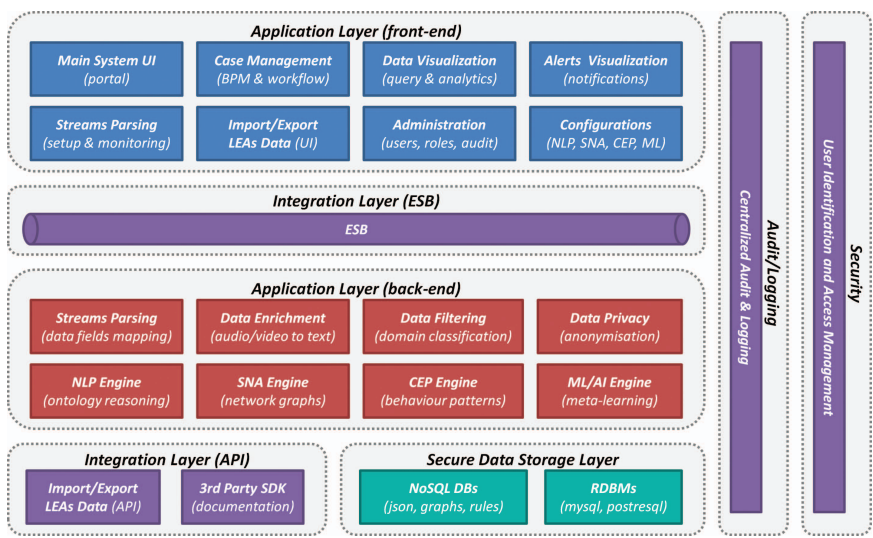 Application Layer (front-end)
Main System UI
(portal)
Case Management
(BPM & workflow)
Data Visualization
(query & analytics)
Alerts Visualization
(notifications)
Streams Parsing
(setup & monitoring)
Import/Export
LEAs Data (UI)
Administration
(users, roles, audit)
Configurations
(NLP, SNA, CEP, ML)
Integration Layer (ESB)
ESB
Application Layer (back-end)
Streams Parsing
(data fields mapping)
Data Enrichment
(audio/video to text)
Data Filtering
(domain classification)
Data Privacy
(anonymisation)
NLP Engine
(ontology reasoning)
SNA Engine
(network graphs)
CEP Engine
(behaviour patterns)
ML/AI Engine
(meta-learning)
Integration Layer (API)
Import/Export
LEAs Data (API)
3rd Party SDK
(documentation)
Secure Data Storage Layer
NoSQL DBs
(json, graphs, rules)
RDBMs
(mysql, postresql)
Centralized Audit & Logging
Audit/Logging
User Identification and Access Management
Security